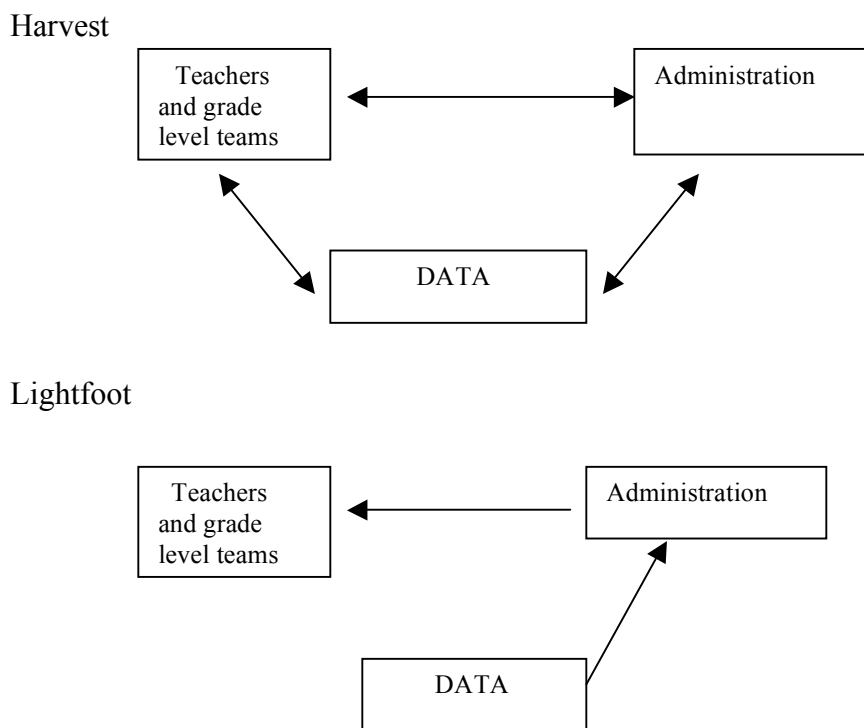 Harvest
Teachers
and grade
level teams
Administration
DATA
Lightfoot
Teachers
and grade
level teams
Administration
DATA